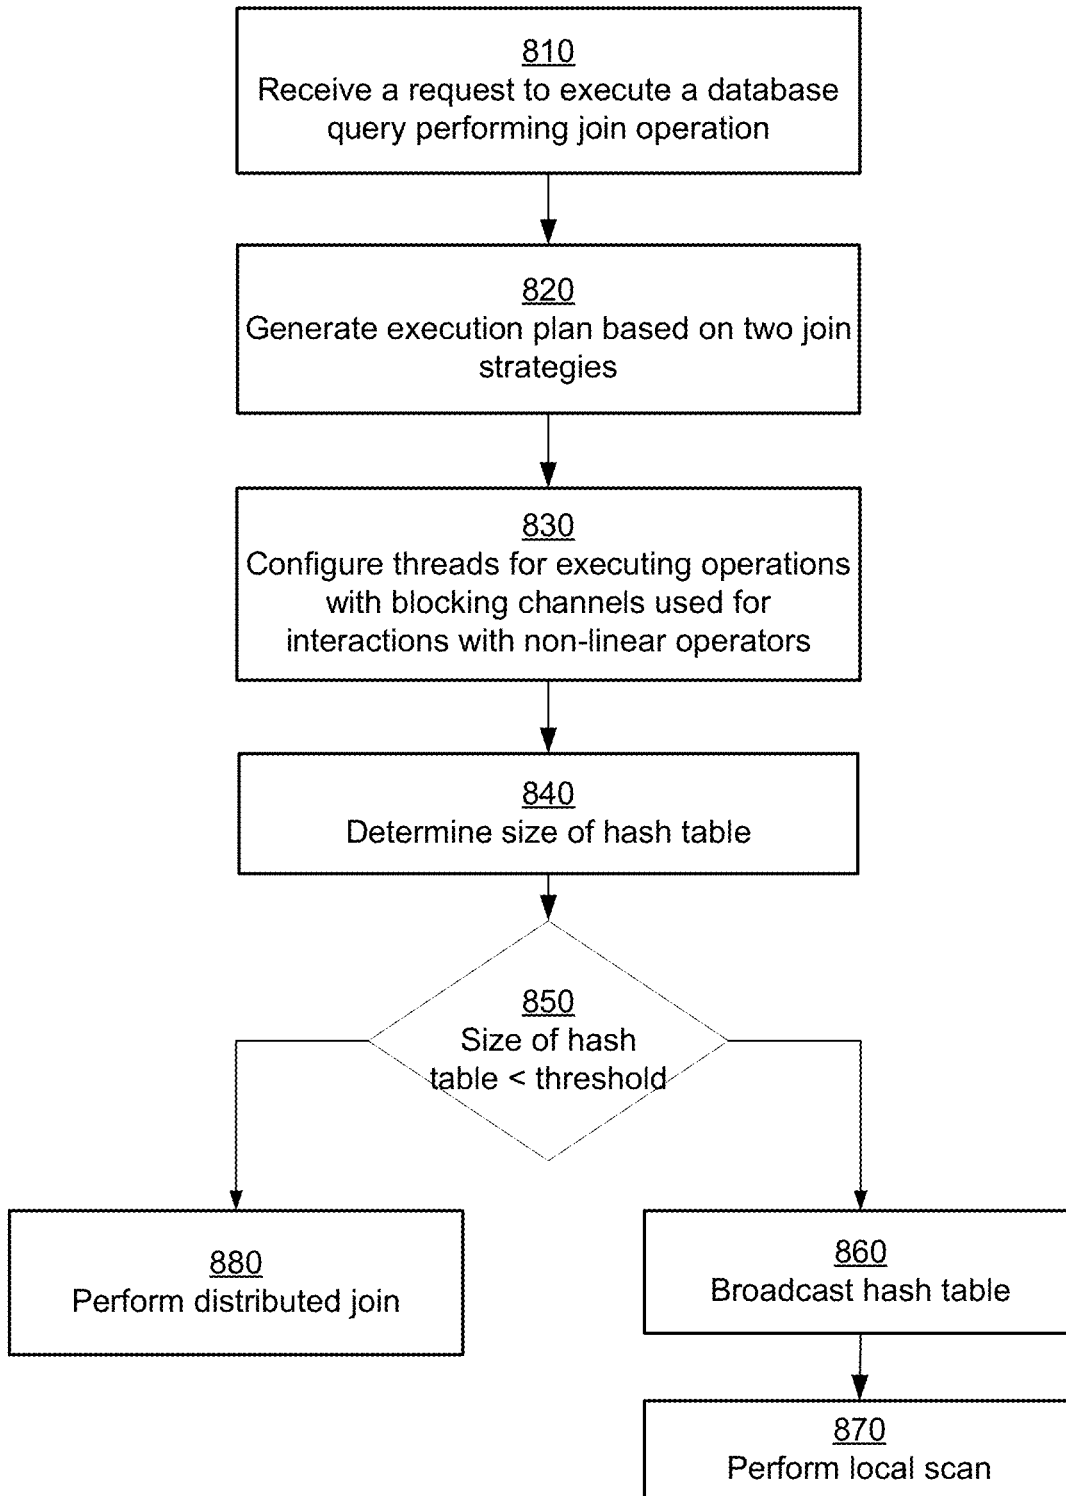 810
Receive a request to execute a database
query performing join operation
820
Generate execution plan based on two join
strategies
830
Configure threads for executing operations
with blocking channels used for
interactions with non-linear operators
840
Determine size of hash table
850
Size of hash
table < threshold
880
Perform distributed join
860
Broadcast hash table
870
Perform local scan